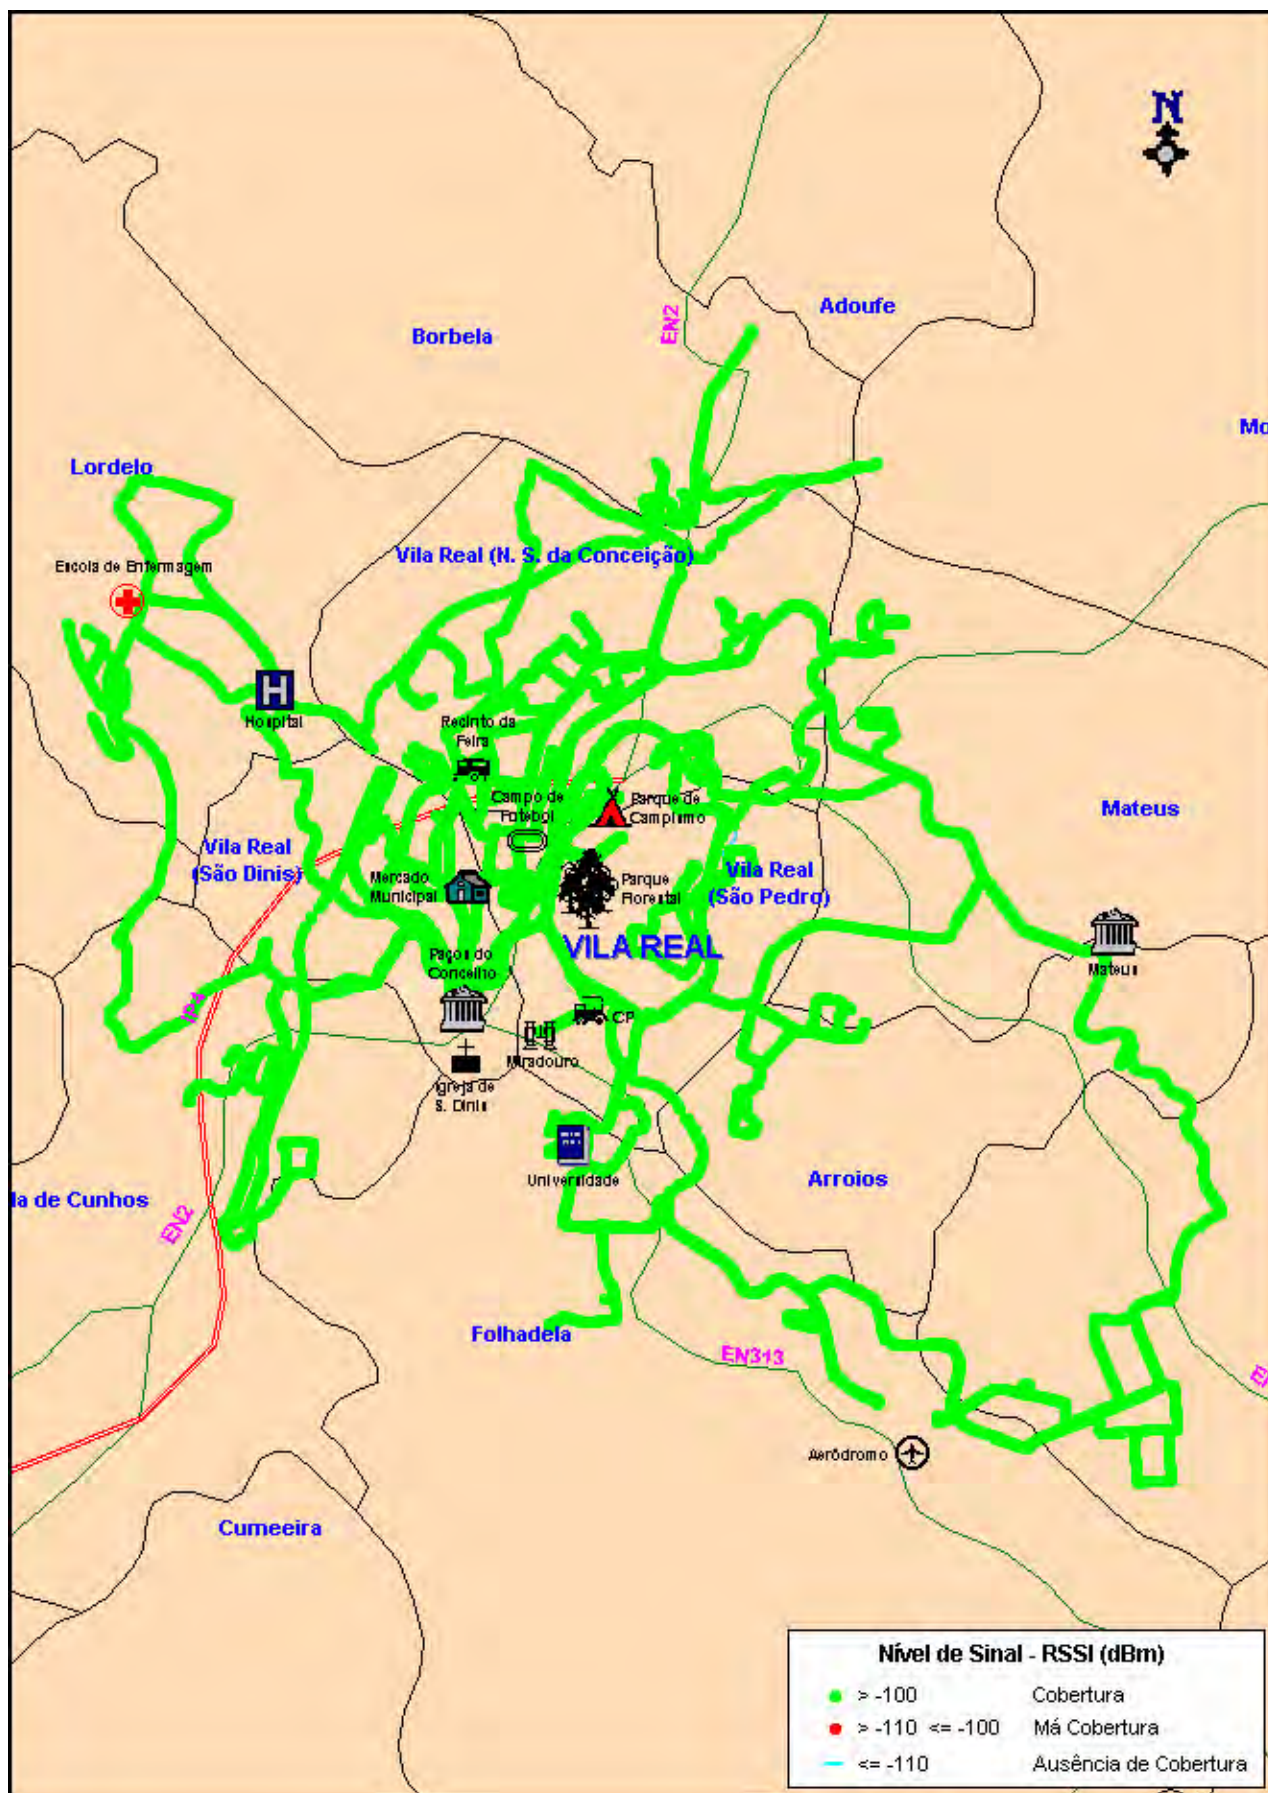 N
Adoufe
EN2
Borbela
Mo
Lordelo
Vila Real (N. S. da Conceição)
Escola de Enfermagem
Hospital
Recinto da
Feira
Campo de
Futebol
Parque de
Campismo
Mateus
Vila Real
(São Dinis)
Mercado
Municipal
Parque
Florestal
Vila Real
(São Pedro)
VILA REAL
Paços do
Concelho
Mateus
IP4
CP
Miradouro
Igreja de
S. Dinis
Universidade
Arroios
la de Cunhos
EN2
Folhadela
EN313
Aeródromo
Cumeeira
Nível de Sinal - RSSI (dBm)
> -100 Cobertura
> -110 <= -100 Má Cobertura
<= -110 Ausência de Cobertura